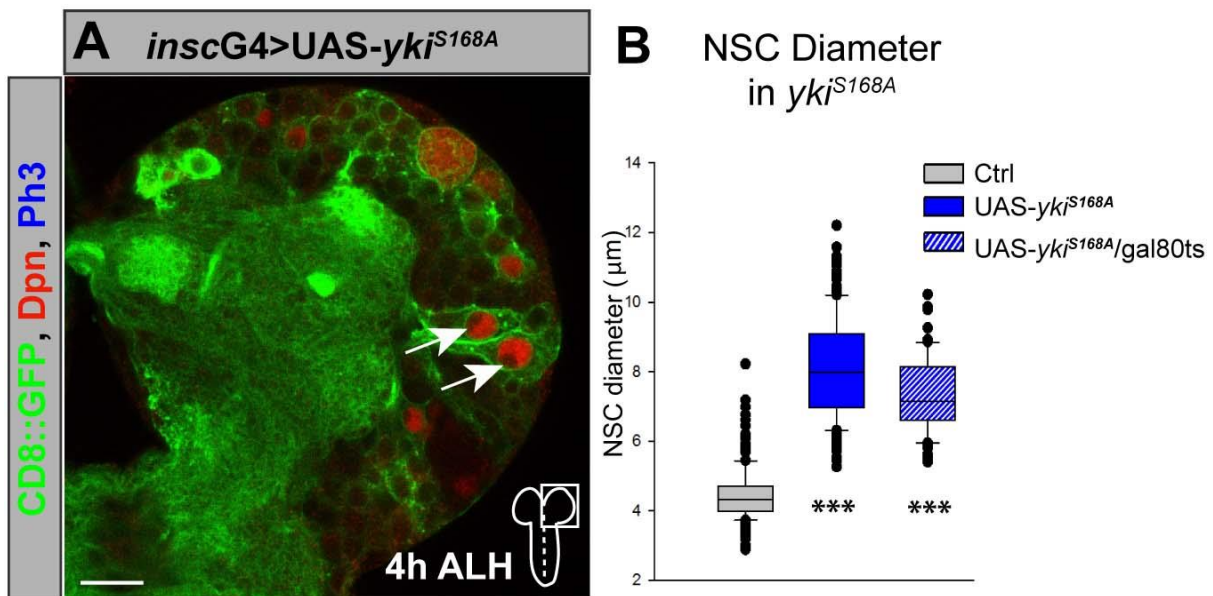 A inscG4>UAS-yki^S168A
CD8::GFP, Dpn, Ph3
4h ALH
B NSC Diameter
in yki^S168A
Ctrl
UAS-yki^S168A
UAS-yki^S168A/gal80ts
NSC diameter (µm)
14
12
10
8
6
4
2
*** ***